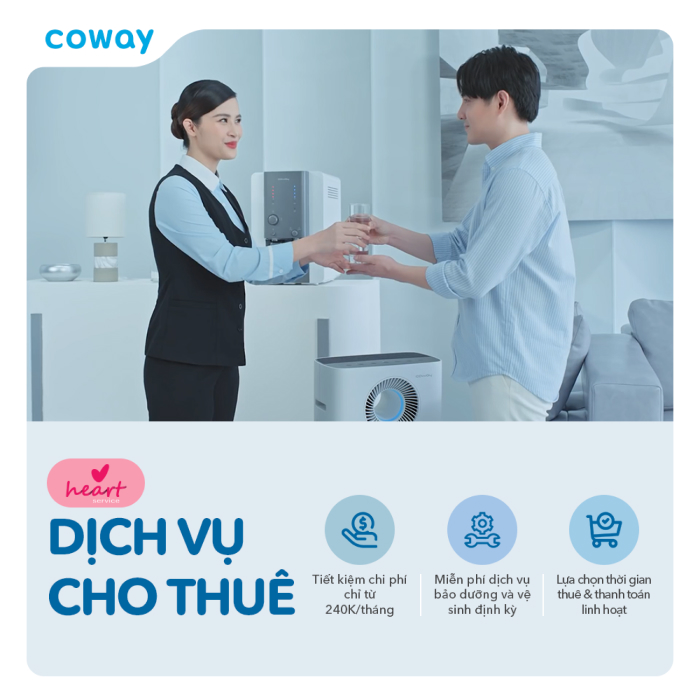 coway
heart
service
DỊCH VỤ
CHO THUÊ
Tiết kiệm chi phí
chỉ từ
240K/tháng
Miễn phí dịch vụ
bảo dưỡng và vệ
sinh định kỳ
Lựa chọn thời gian
thuê & thanh toán
linh hoạt